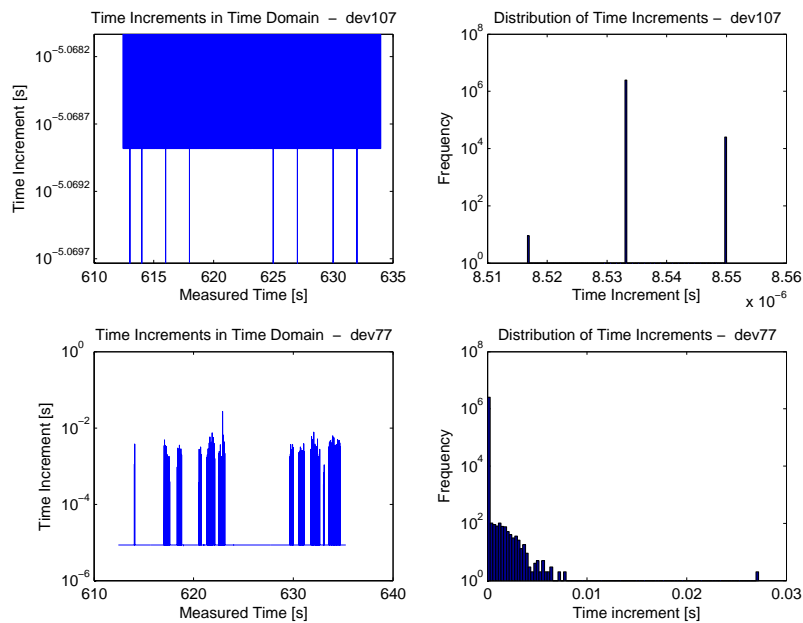 Time Increments in Time Domain – dev107
Time Increment [s]
10^-5.0682
10^-5.0687
10^-5.0692
10^-5.0697
610 615 620 625 630 635
Measured Time [s]
Distribution of Time Increments – dev107
Frequency
10^8
10^6
10^4
10^2
10^0
8.51 8.52 8.53 8.54 8.55 8.56
Time Increment [s]
x 10^-6
Time Increments in Time Domain – dev77
Time Increment [s]
10^0
10^-2
10^-4
10^-6
610 620 630 640
Measured Time [s]
Distribution of Time Increments – dev77
Frequency
10^8
10^6
10^4
10^2
10^0
0 0.01 0.02 0.03
Time increment [s]